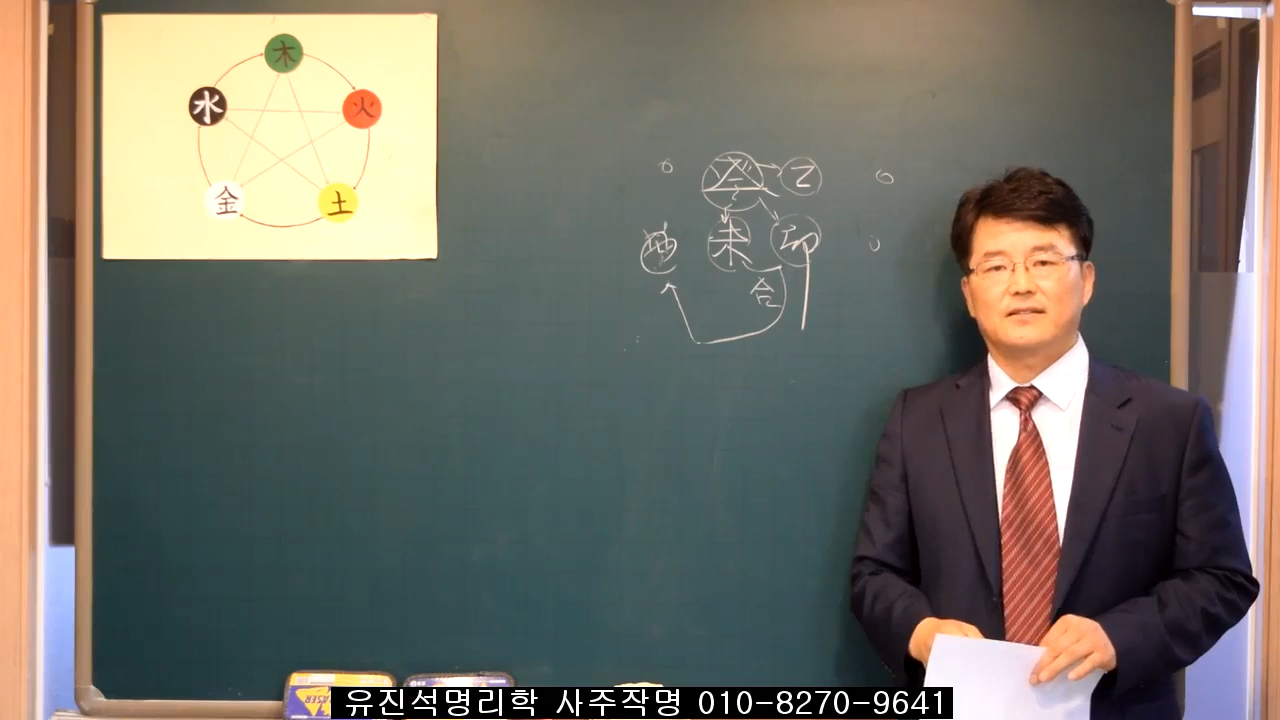 木
水 火
金 土
癸 乙
未 卯
合
유진석명리학 사주작명 010-8270-9641